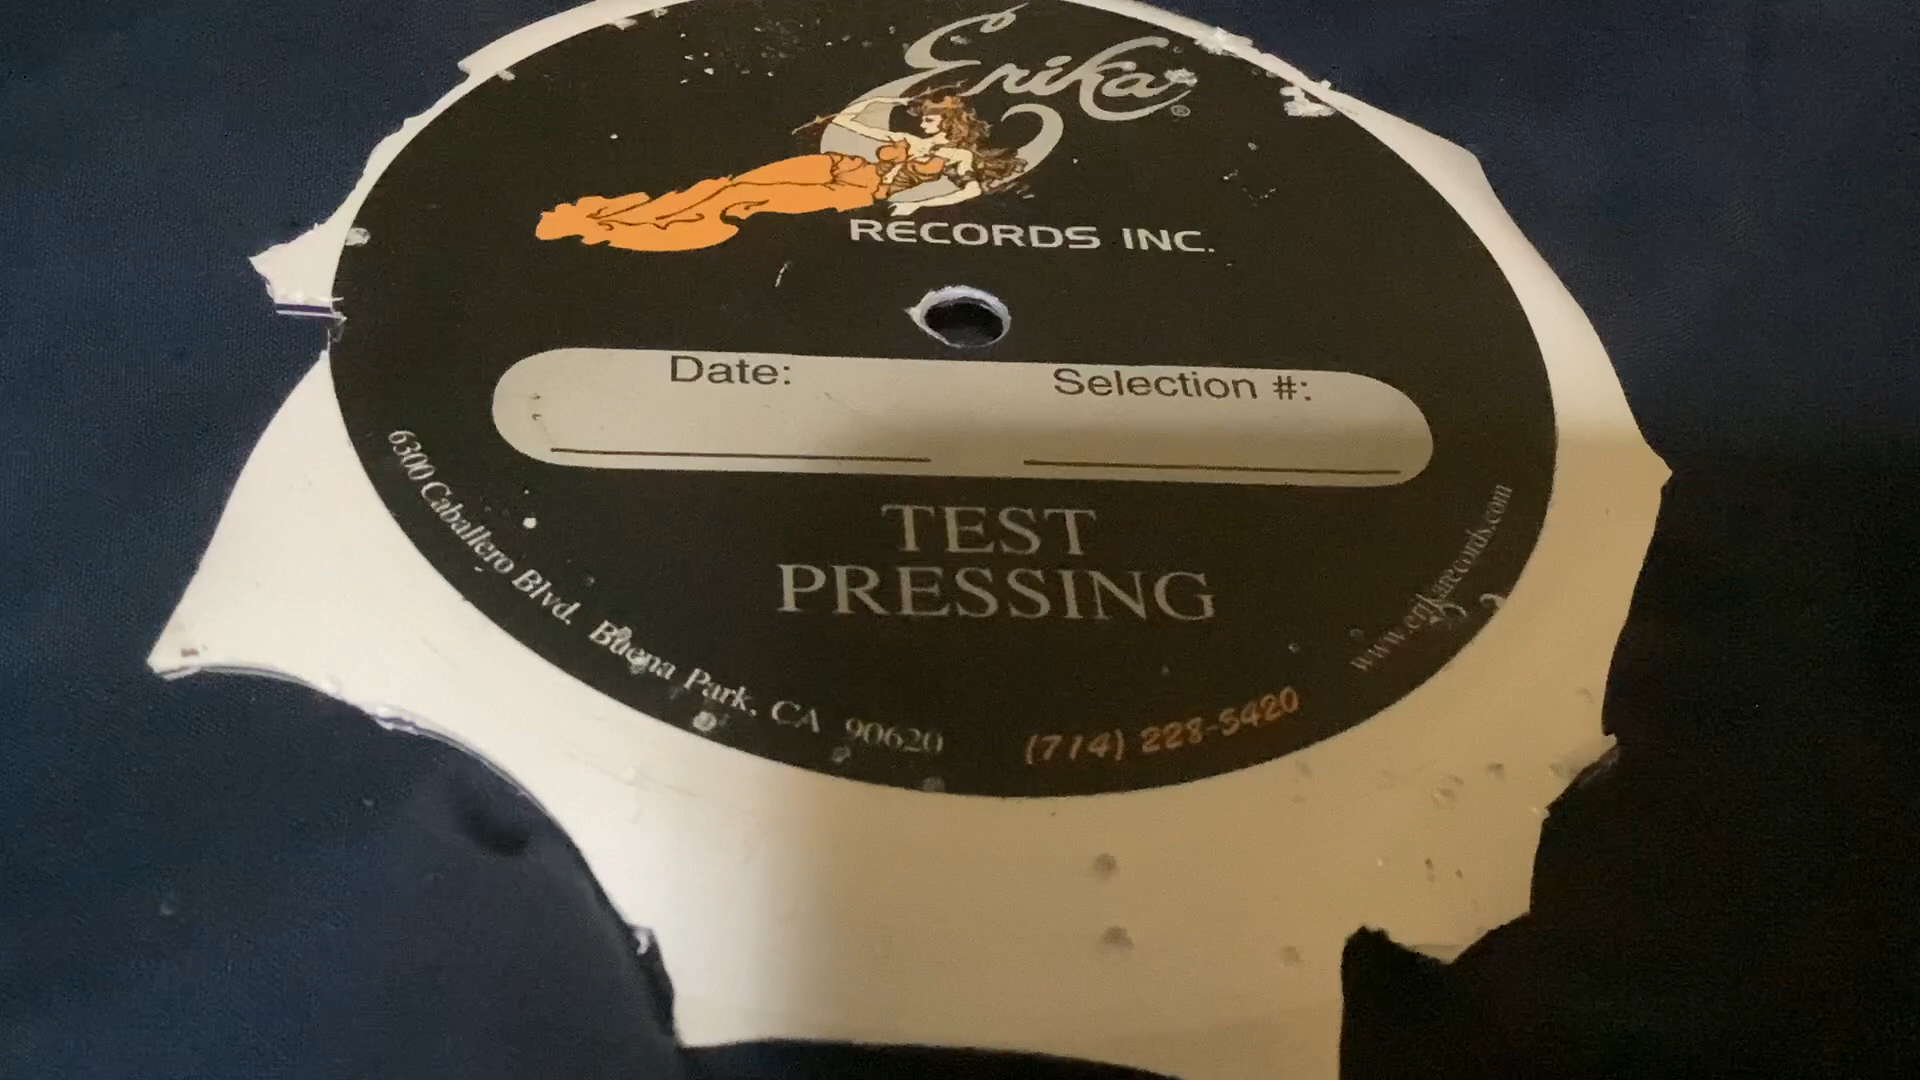 Erika®
RECORDS INC.
Date:
Selection #:
TEST
PRESSING
6300 Caballero Blvd. Buena Park, CA 90620
(714) 228-5420
www.erikarecords.com